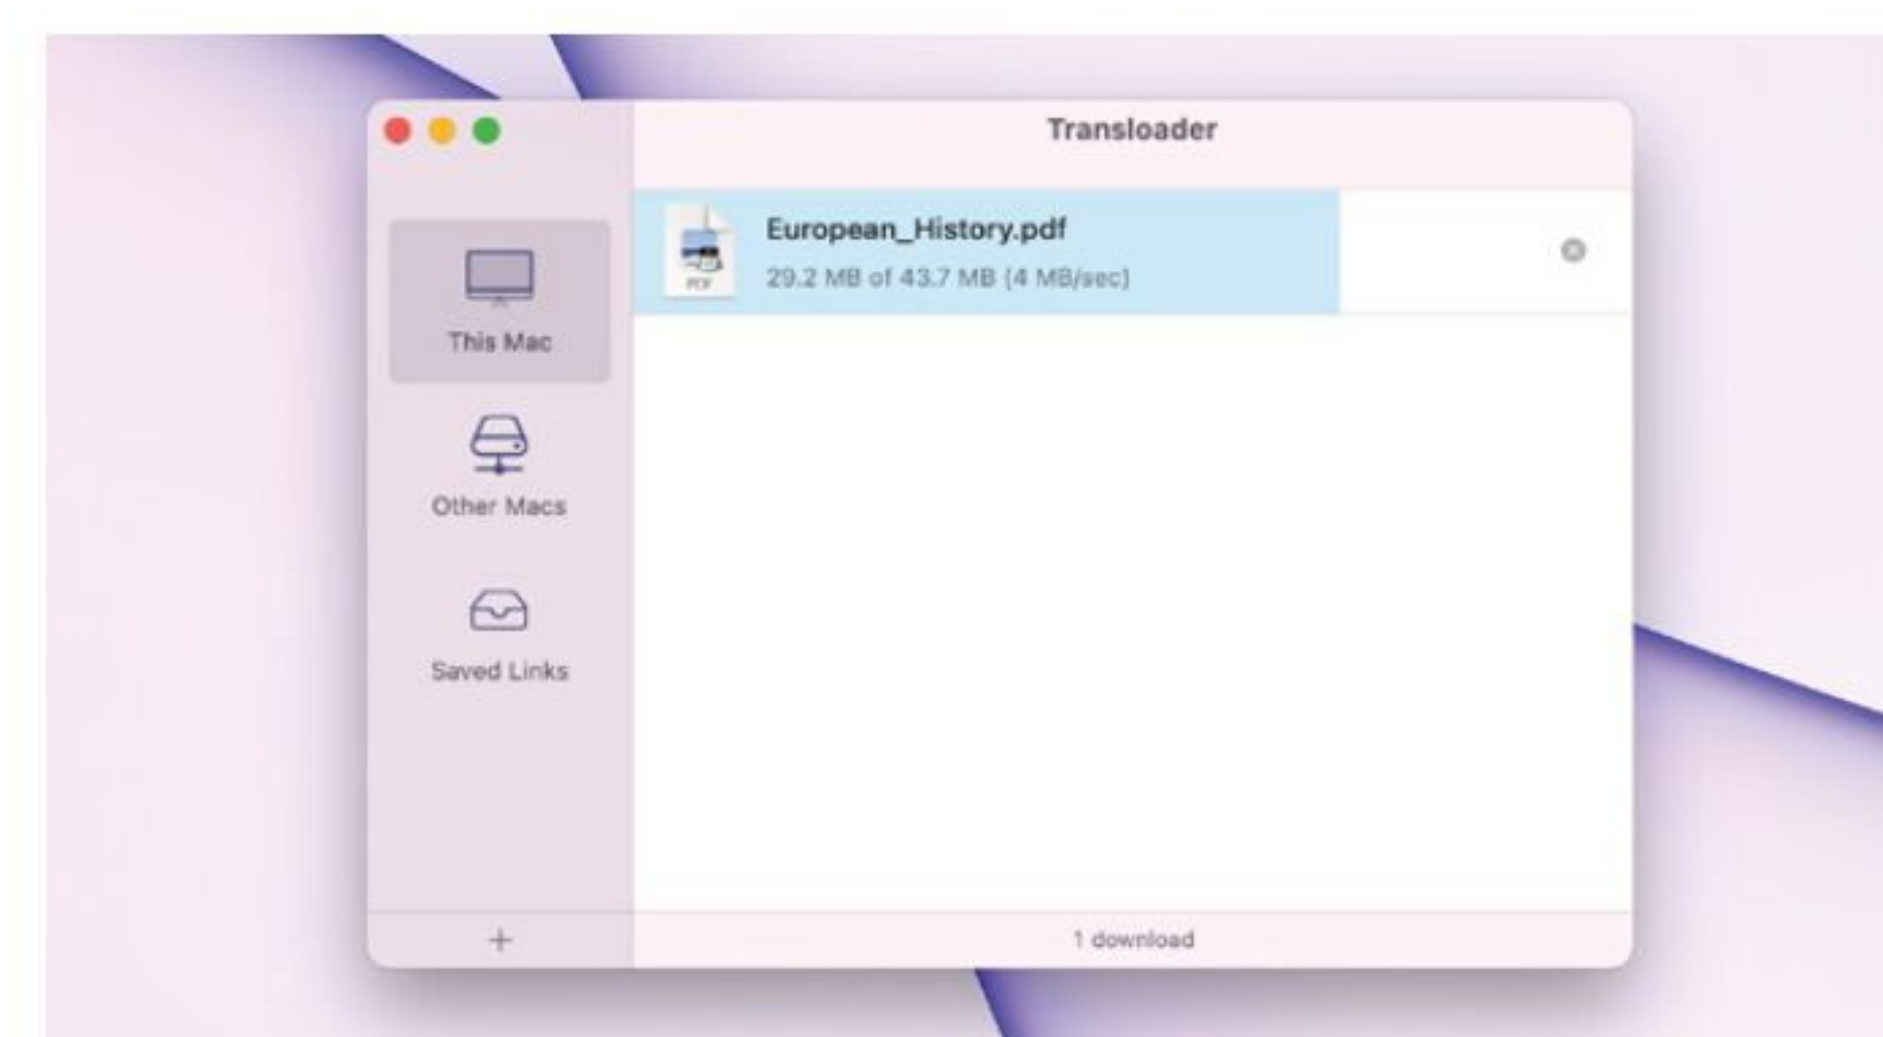 Transloader
European_History.pdf
29.2 MB of 43.7 MB (4 MB/sec)
PDF
This Mac
Other Macs
Saved Links
+
1 download